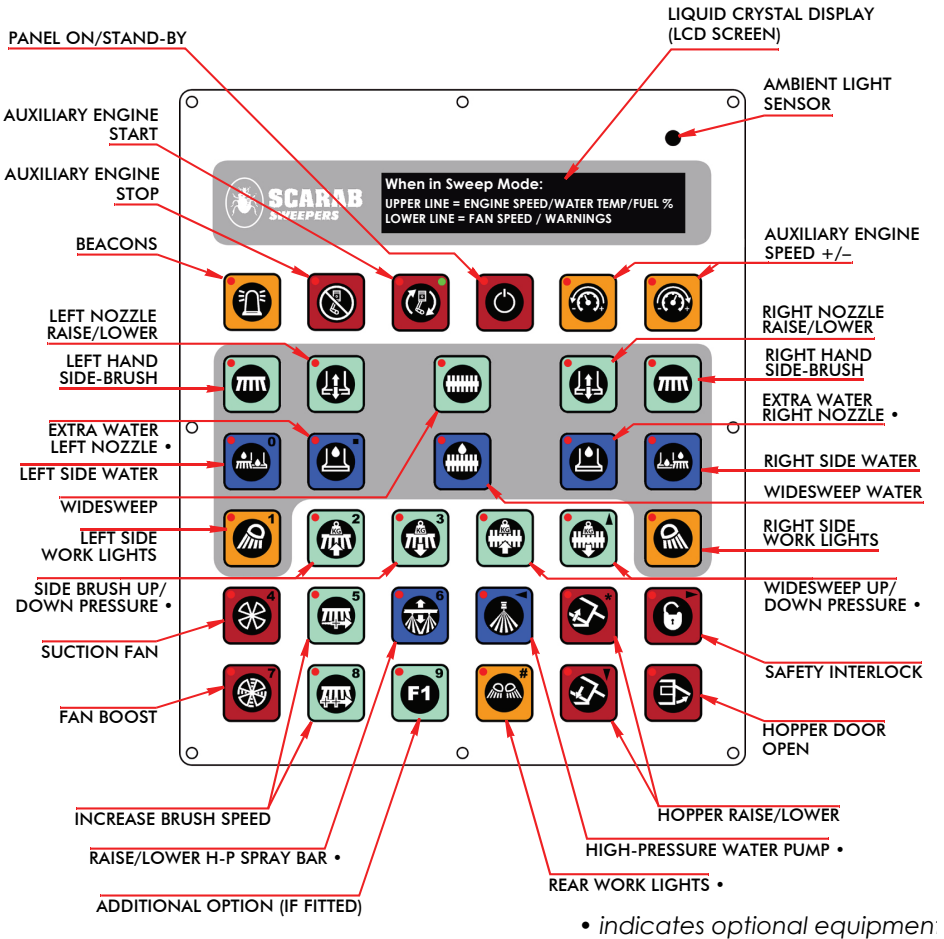 LIQUID CRYSTAL DISPLAY
(LCD SCREEN)
PANEL ON/STAND-BY
AMBIENT LIGHT
SENSOR
AUXILIARY ENGINE
START
AUXILIARY ENGINE
STOP
SCARAB
SWEEPERS
When in Sweep Mode:
UPPER LINE = ENGINE SPEED/WATER TEMP/FUEL %
LOWER LINE = FAN SPEED / WARNINGS
BEACONS
AUXILIARY ENGINE
SPEED +/–
LEFT NOZZLE
RAISE/LOWER
RIGHT NOZZLE
RAISE/LOWER
LEFT HAND
SIDE-BRUSH
RIGHT HAND
SIDE-BRUSH
EXTRA WATER
LEFT NOZZLE •
EXTRA WATER
RIGHT NOZZLE •
0
LEFT SIDE WATER
RIGHT SIDE WATER
WIDESWEEP
WIDESWEEP WATER
LEFT SIDE
WORK LIGHTS
1
2
KG
3
KG
KG
KG
RIGHT SIDE
WORK LIGHTS
SIDE BRUSH UP/
DOWN PRESSURE •
WIDESWEEP UP/
DOWN PRESSURE •
4
5
6
*
SUCTION FAN
SAFETY INTERLOCK
7
8
9
F1
#
FAN BOOST
HOPPER DOOR
OPEN
INCREASE BRUSH SPEED
HOPPER RAISE/LOWER
RAISE/LOWER H-P SPRAY BAR •
HIGH-PRESSURE WATER PUMP •
REAR WORK LIGHTS •
ADDITIONAL OPTION (IF FITTED)
• indicates optional equipment